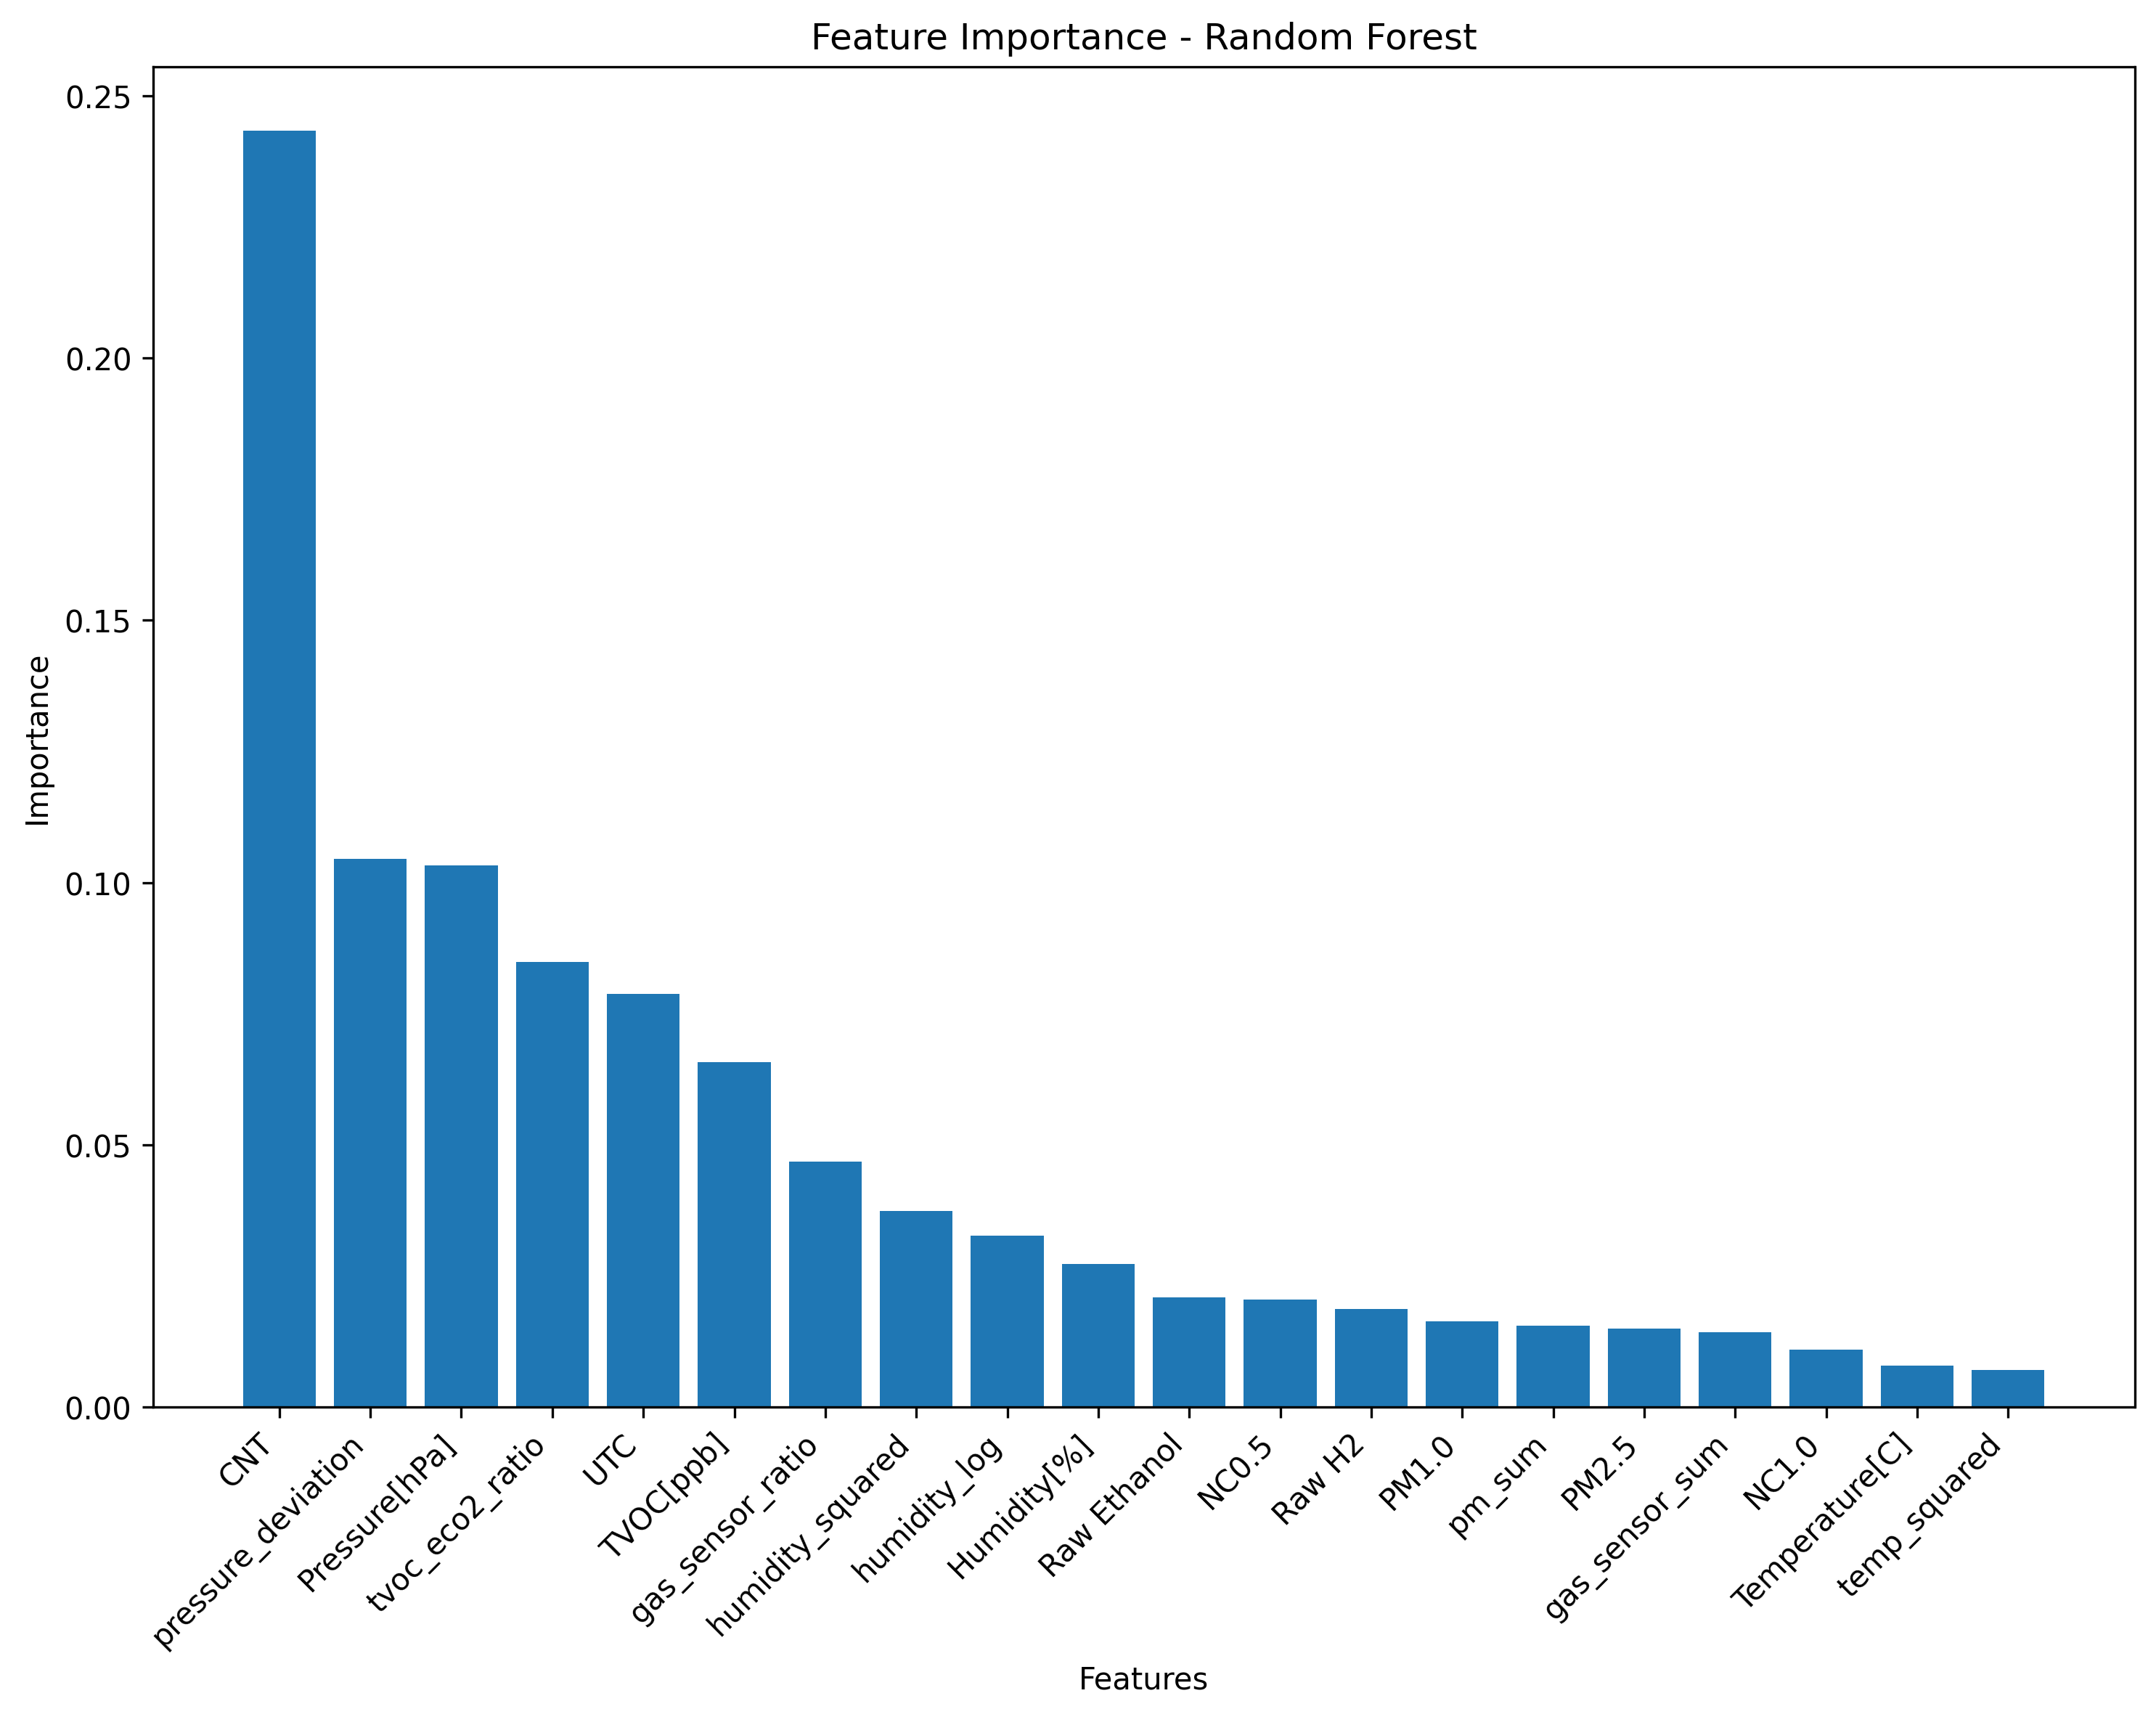 Feature Importance - Random Forest
0.25
0.20
0.15
0.10
0.05
0.00
Importance
CNT
pressure_deviation
Pressure[hPa]
tvoc_eco2_ratio
UTC
TVOC[ppb]
gas_sensor_ratio
humidity_squared
humidity_log
Humidity[%]
Raw Ethanol
NC0.5
Raw H2
PM1.0
pm_sum
PM2.5
gas_sensor_sum
NC1.0
Temperature[C]
temp_squared
Features